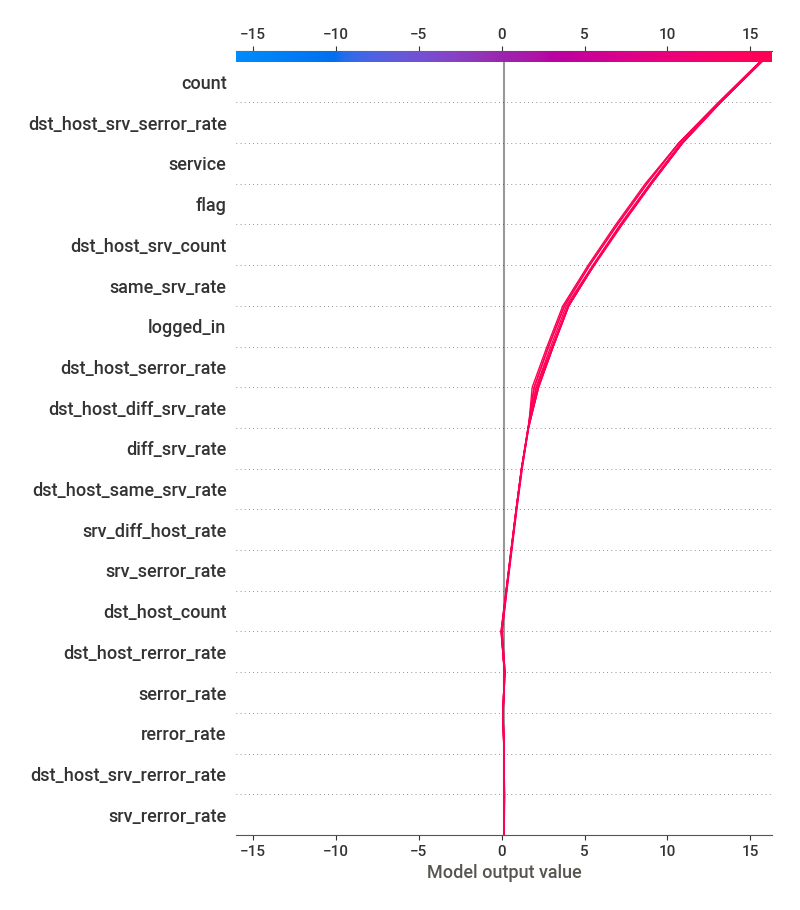 −15 −10 −5 0 5 10 15
count
dst_host_srv_serror_rate
service
flag
dst_host_srv_count
same_srv_rate
logged_in
dst_host_serror_rate
dst_host_diff_srv_rate
diff_srv_rate
dst_host_same_srv_rate
srv_diff_host_rate
srv_serror_rate
dst_host_count
dst_host_rerror_rate
serror_rate
rerror_rate
dst_host_srv_rerror_rate
srv_rerror_rate
−15 −10 −5 0 5 10 15
Model output value